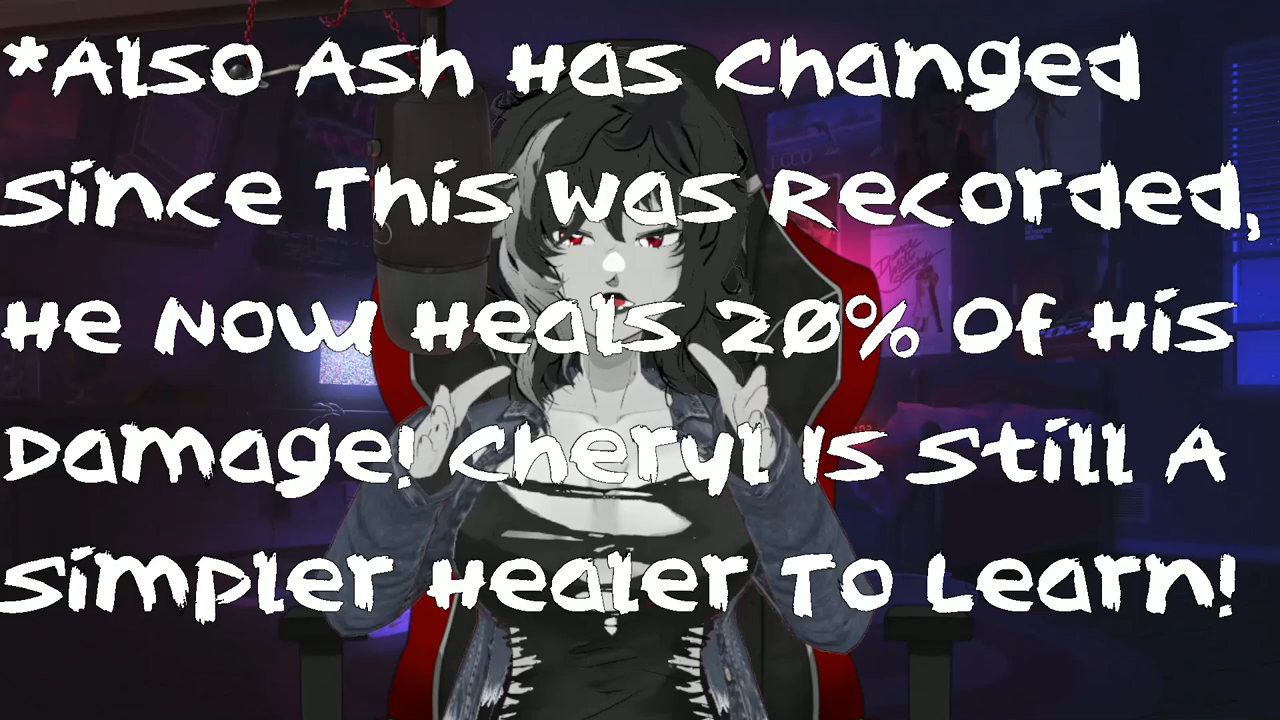 *Also Ash Has Changed
Since This Was Recorded,
He Now Heals 20% Of His
Damage! Cheryl Is Still A
Simpler Healer To Learn!